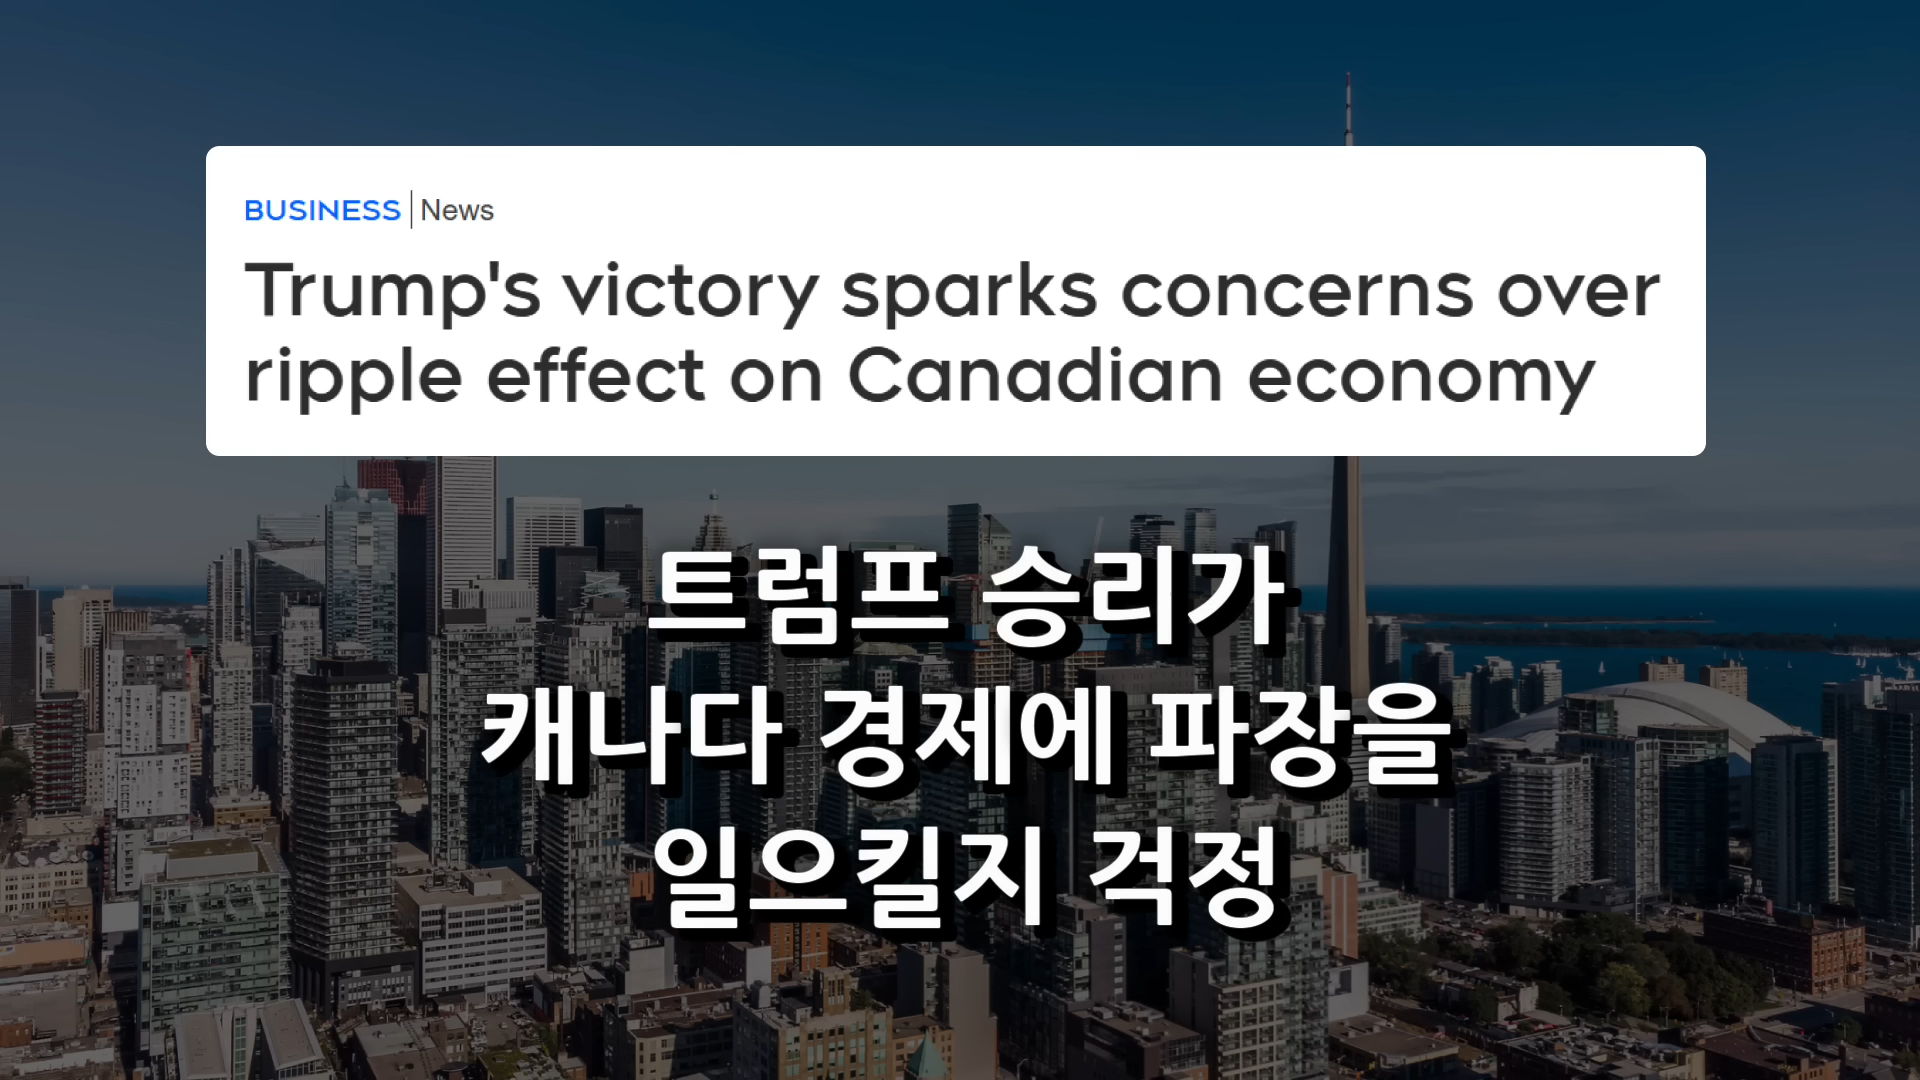 BUSINESS | News
Trump's victory sparks concerns over
ripple effect on Canadian economy
트럼프 승리가
캐나다 경제에 파장을
일으킬지 걱정